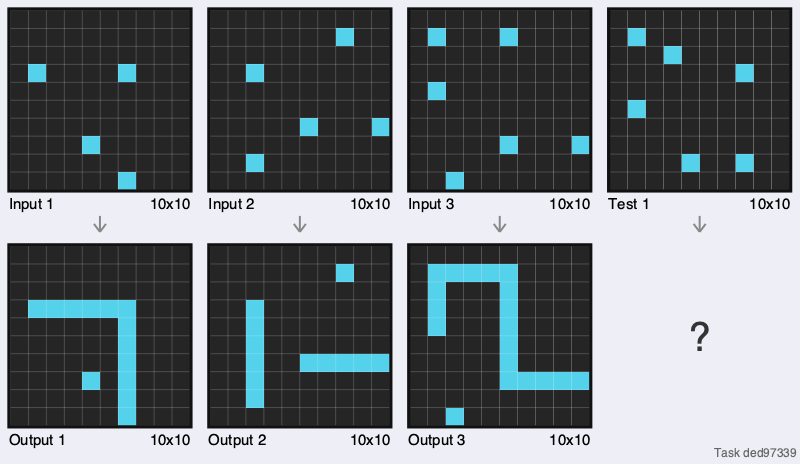 Input 1 10x10
Input 2 10x10
Input 3 10x10
Test 1 10x10
?
Output 1 10x10
Output 2 10x10
Output 3 10x10
Task ded97339